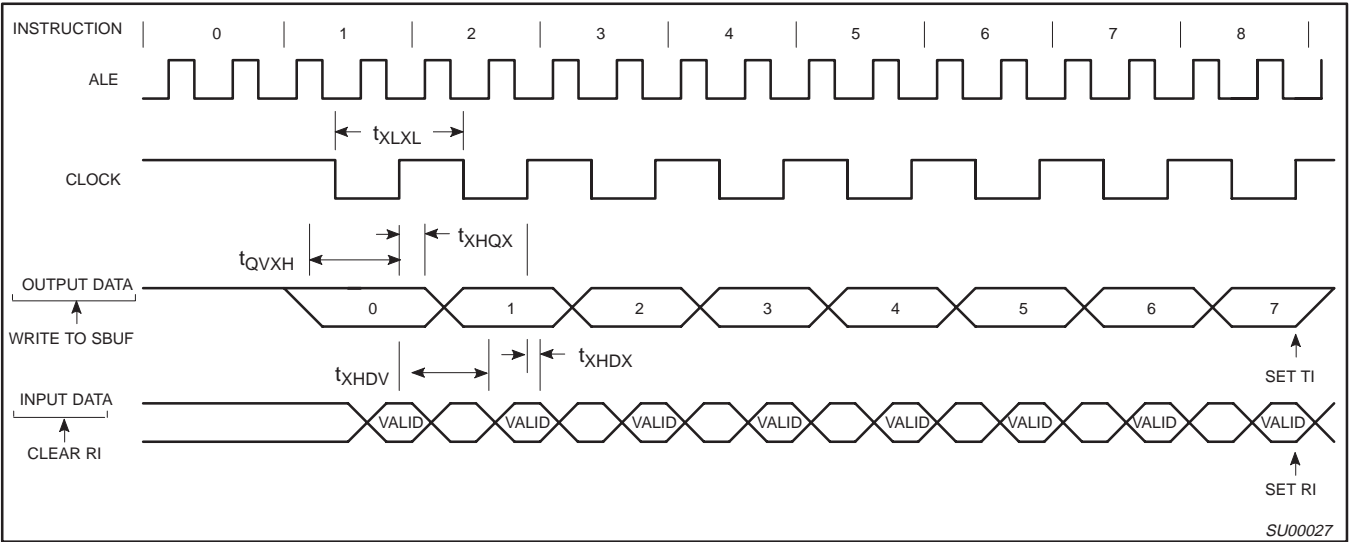 INSTRUCTION 0 1 2 3 4 5 6 7 8
ALE
tXLXL
CLOCK
tXHQX
tQVXH
OUTPUT DATA
0 1 2 3 4 5 6 7
WRITE TO SBUF
tXHDX
tXHDV
SET TI
INPUT DATA
VALID VALID VALID VALID VALID VALID VALID VALID
CLEAR RI
SET RI
SU00027